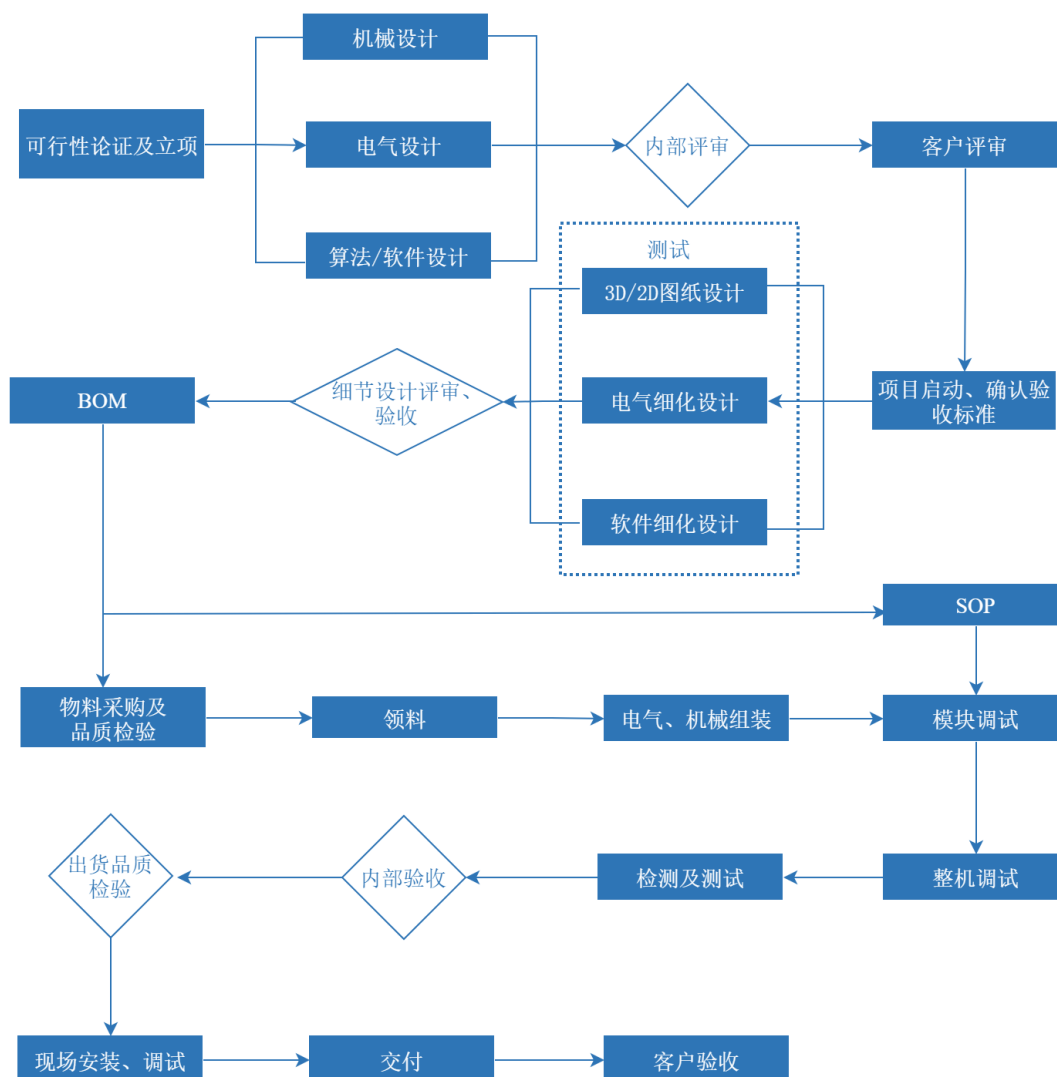 机械设计
可行性论证及立项
电气设计
内部评审
客户评审
算法/软件设计
测试
3D/2D图纸设计
BOM
细节设计评审、
验收
电气细化设计
项目启动、确认验
收标准
软件细化设计
SOP
物料采购及
品质检验
领料
电气、机械组装
模块调试
出货品质
检验
内部验收
检测及测试
整机调试
现场安装、调试
交付
客户验收